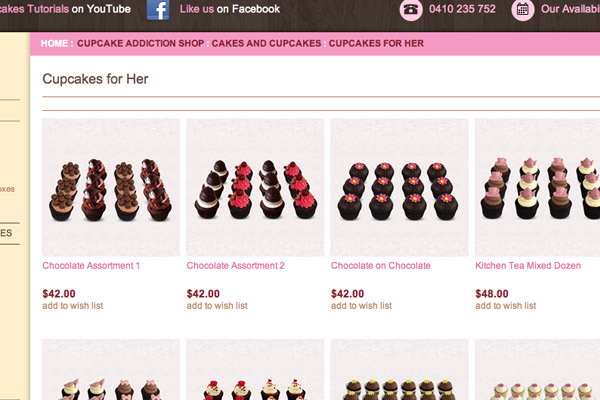 cakes Tutorials on YouTube Like us on Facebook 0410 235 752 Our Availabi
HOME : CUPCAKE ADDICTION SHOP : CAKES AND CUPCAKES : CUPCAKES FOR HER
Cupcakes for Her
oxes
ES
Chocolate Assortment 1 Chocolate Assortment 2 Chocolate on Chocolate Kitchen Tea Mixed Dozen
$42.00 $42.00 $42.00 $48.00
add to wish list add to wish list add to wish list add to wish list